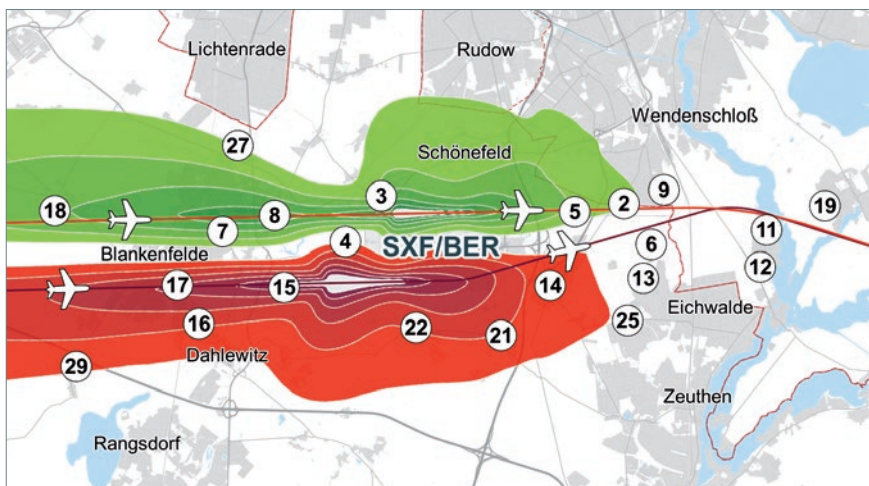 Lichtenrade
Rudow
Wendenschloß
27
Schönefeld
18
7
8
3
5
2
9
19
11
Blankenfelde
4
SXF/BER
6
12
17
15
14
13
Eichwalde
16
22
21
25
Dahlewitz
29
Zeuthen
Rangsdorf